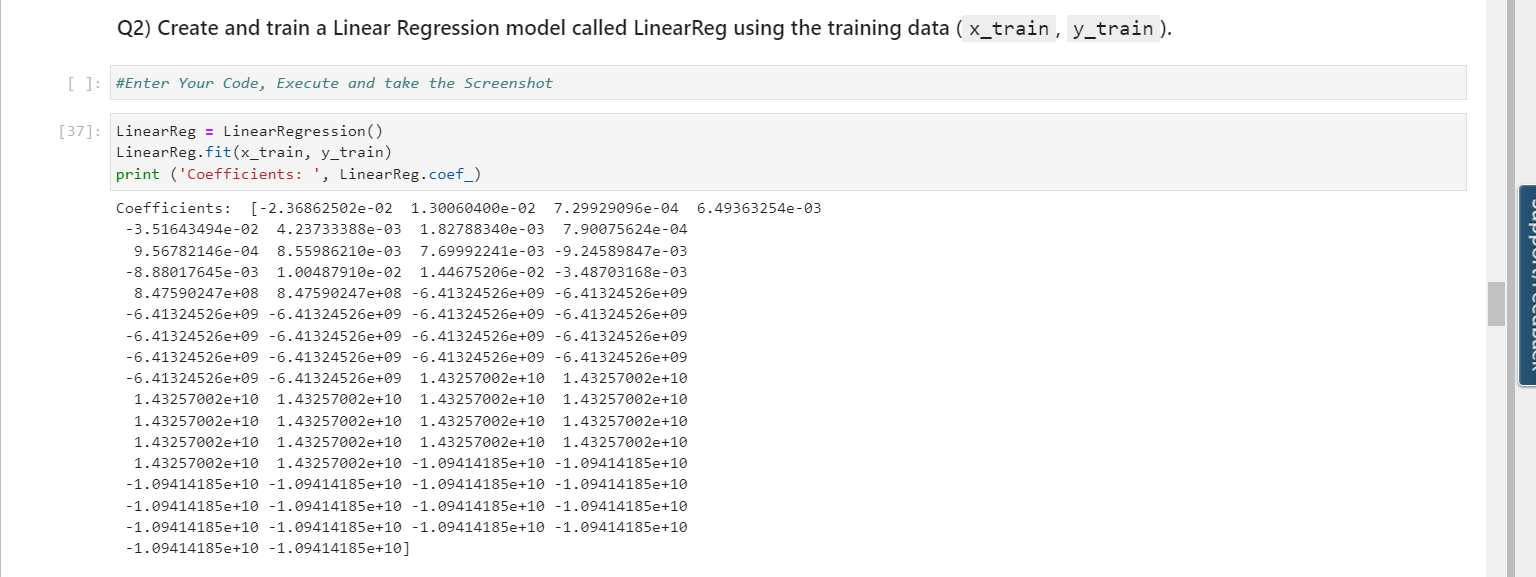 Q2) Create and train a Linear Regression model called LinearReg using the training data ( x_train , y_train ).
[ ]: #Enter Your Code, Execute and take the Screenshot
[37]: LinearReg = LinearRegression()
LinearReg.fit(x_train, y_train)
print ('Coefficients: ', LinearReg.coef_)
Coefficients:  [-2.36862502e-02  1.30060400e-02  7.29929096e-04  6.49363254e-03
-3.51643494e-02  4.23733388e-03  1.82788340e-03  7.90075624e-04
9.56782146e-04  8.55986210e-03  7.69992241e-03 -9.24589847e-03
-8.88017645e-03  1.00487910e-02  1.44675206e-02 -3.48703168e-03
8.47590247e+08  8.47590247e+08 -6.41324526e+09 -6.41324526e+09
-6.41324526e+09 -6.41324526e+09 -6.41324526e+09 -6.41324526e+09
-6.41324526e+09 -6.41324526e+09 -6.41324526e+09 -6.41324526e+09
-6.41324526e+09 -6.41324526e+09 -6.41324526e+09 -6.41324526e+09
-6.41324526e+09 -6.41324526e+09  1.43257002e+10  1.43257002e+10
1.43257002e+10  1.43257002e+10  1.43257002e+10  1.43257002e+10
1.43257002e+10  1.43257002e+10  1.43257002e+10  1.43257002e+10
1.43257002e+10  1.43257002e+10  1.43257002e+10  1.43257002e+10
1.43257002e+10  1.43257002e+10 -1.09414185e+10 -1.09414185e+10
-1.09414185e+10 -1.09414185e+10 -1.09414185e+10 -1.09414185e+10
-1.09414185e+10 -1.09414185e+10 -1.09414185e+10 -1.09414185e+10
-1.09414185e+10 -1.09414185e+10 -1.09414185e+10 -1.09414185e+10
-1.09414185e+10 -1.09414185e+10]